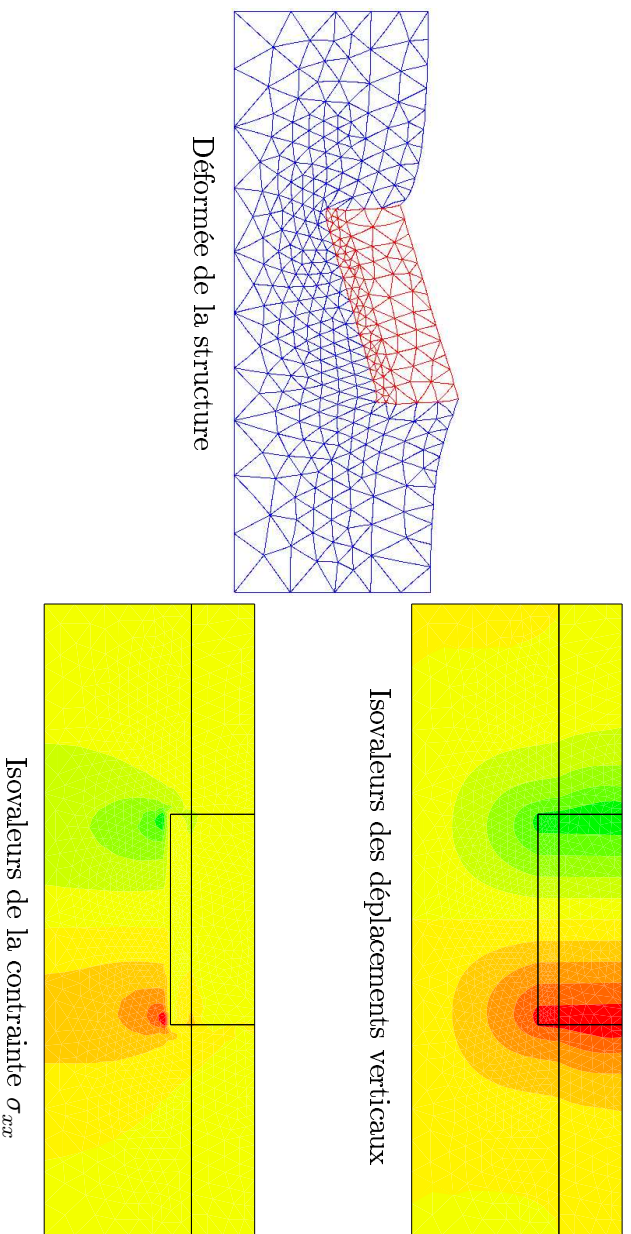 Déformée de la structure
Isovaleurs des déplacements verticaux
Isovaleurs de la contrainte σxx